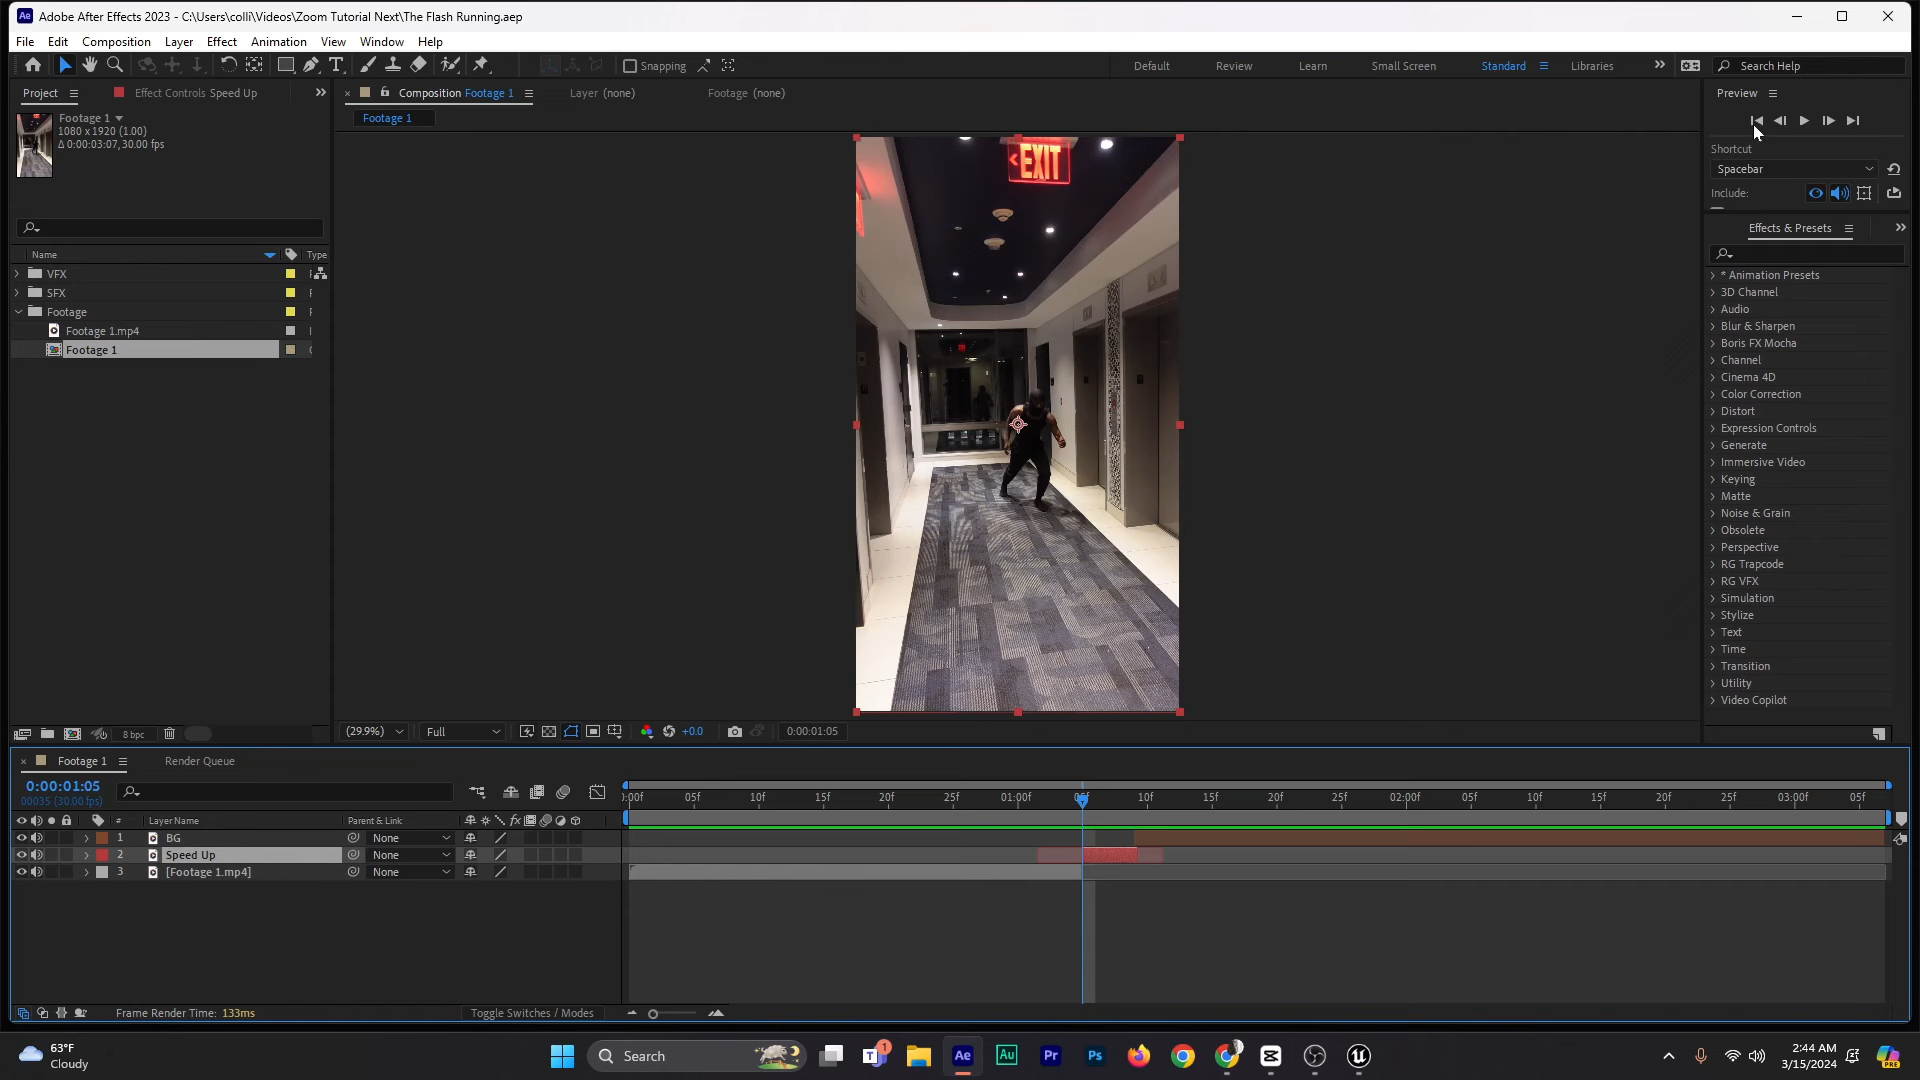 Adobe After Effects 2023 - C:\Users\colli\Videos\Zoom Tutorial Next\The Flash Running.aep
File Edit Composition Layer Effect Animation View Window Help
Snapping
Default Review Learn Small Screen Standard Libraries Search Help
Project Effect Controls Speed Up
Composition Footage 1 Layer (none) Footage (none)
Preview
Footage 1
1080 x 1920 (1.00)
Δ 0:00:03:07, 30.00 fps
Footage 1
Shortcut
Spacebar
Include:
Effects & Presets
Name Type
VFX
SFX
Footage
Footage 1.mp4
Footage 1
EXIT
* Animation Presets
3D Channel
Audio
Blur & Sharpen
Boris FX Mocha
Channel
Cinema 4D
Color Correction
Distort
Expression Controls
Generate
Immersive Video
Keying
Matte
Noise & Grain
Obsolete
Perspective
RG Trapcode
RG VFX
Simulation
Stylize
Text
Time
Transition
Utility
Video Copilot
8 bpc
(29.9%) Full +0.0 0:00:01:05
Footage 1 Render Queue
0:00:01:05
00035 (30.00 fps)
:00f 05f 10f 15f 20f 25f 01:00f 05f 10f 15f 20f 25f 02:00f 05f 10f 15f 20f 25f 03:00f 05f
# Layer Name Parent & Link
1 BG None
2 Speed Up None
3 [Footage 1.mp4] None
Frame Render Time: 133ms Toggle Switches / Modes
63°F
Cloudy
Search
1
Ae Au Pr Ps
2:44 AM
3/15/2024
PRE